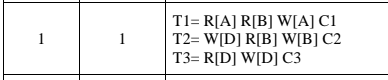 1 1 T1= R[A] R[B] W[A] C1
T2= W[D] R[B] W[B] C2
T3= R[D] W[D] C3